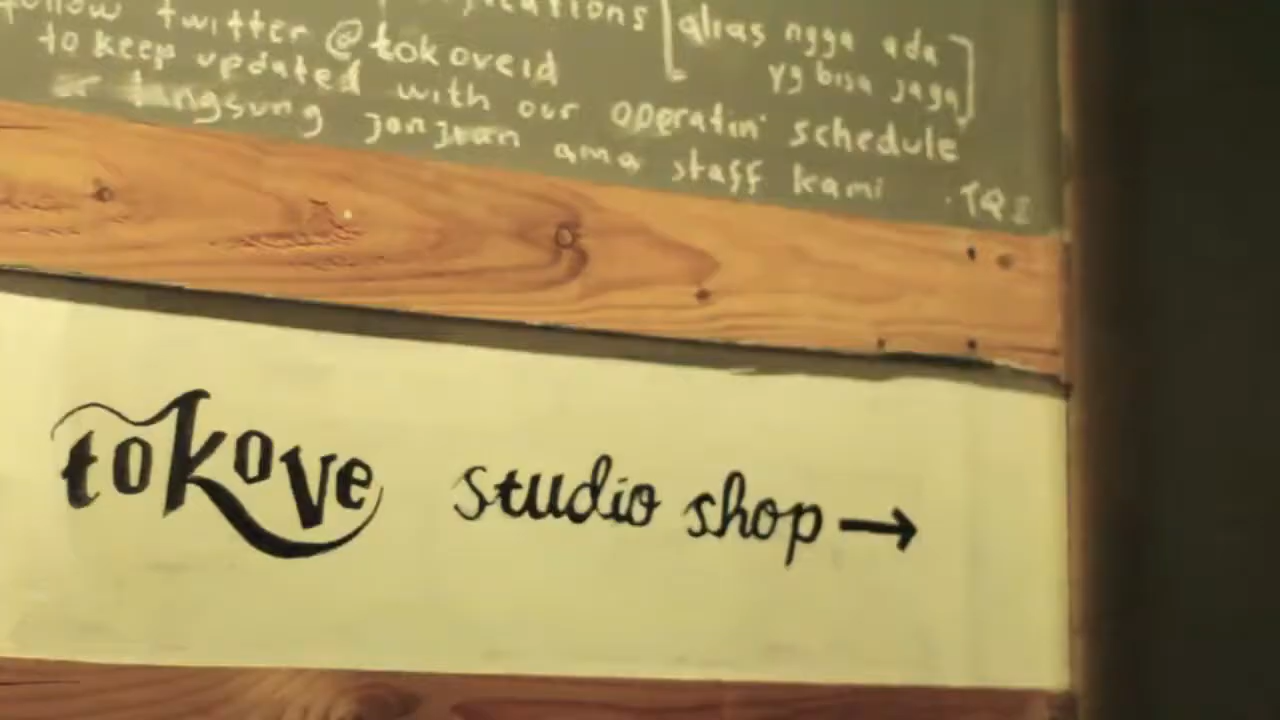 [alias ngga ada
follow twitter @tokoveid yg bisa jaga]
to keep updated with our operatin' schedule
langsung janjian ama staff kami
tokove studio shop →